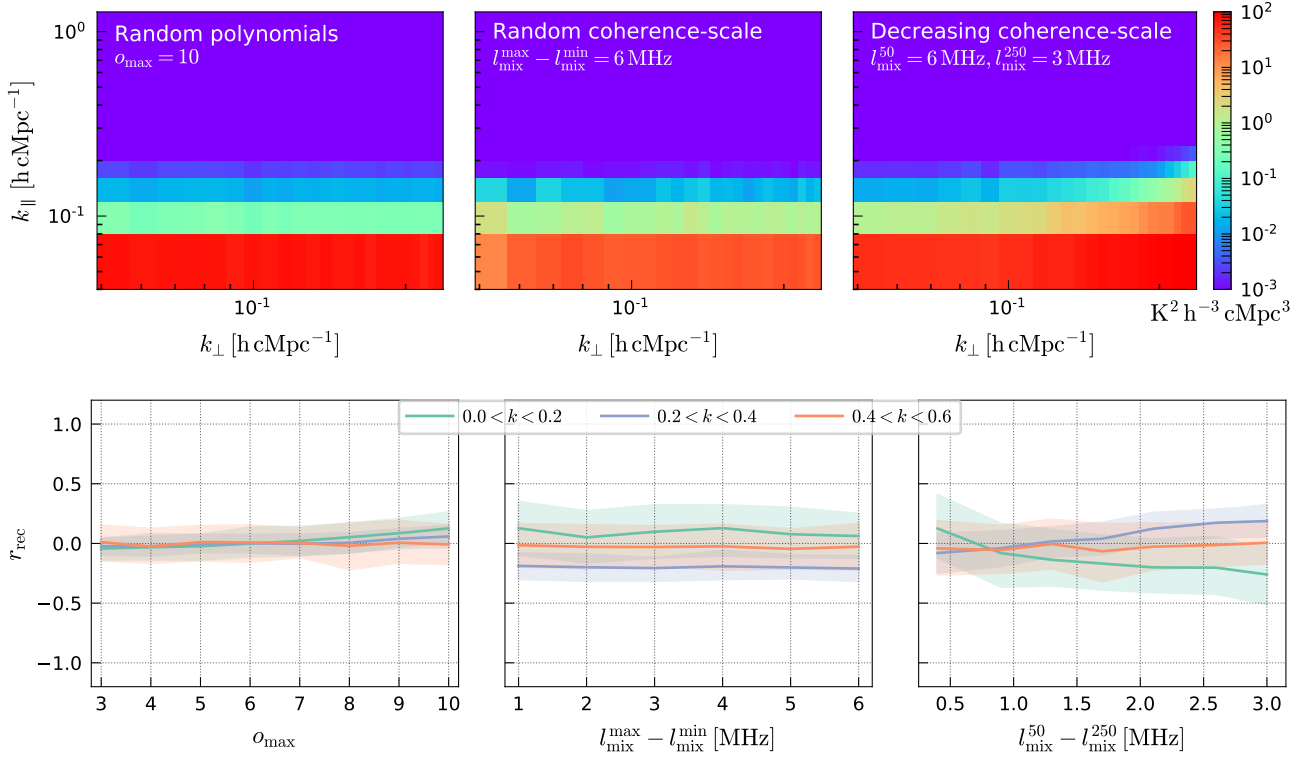 Random polynomials
o_max = 10
Random coherence-scale
l_mix^max − l_mix^min = 6 MHz
Decreasing coherence-scale
l_mix^50 = 6 MHz, l_mix^250 = 3 MHz
10^0
10^-1
k_∥ [h cMpc^−1]
10^-1
10^-1
10^-1
k_⊥ [h cMpc^−1]
k_⊥ [h cMpc^−1]
k_⊥ [h cMpc^−1]
10^2
10^1
10^0
10^-1
10^-2
10^-3
K^2 h^−3 cMpc^3
0.0 < k < 0.2
0.2 < k < 0.4
0.4 < k < 0.6
1.0
0.5
0.0
−0.5
−1.0
r_rec
3 4 5 6 7 8 9 10
o_max
1 2 3 4 5 6
l_mix^max − l_mix^min [MHz]
0.5 1.0 1.5 2.0 2.5 3.0
l_mix^50 − l_mix^250 [MHz]